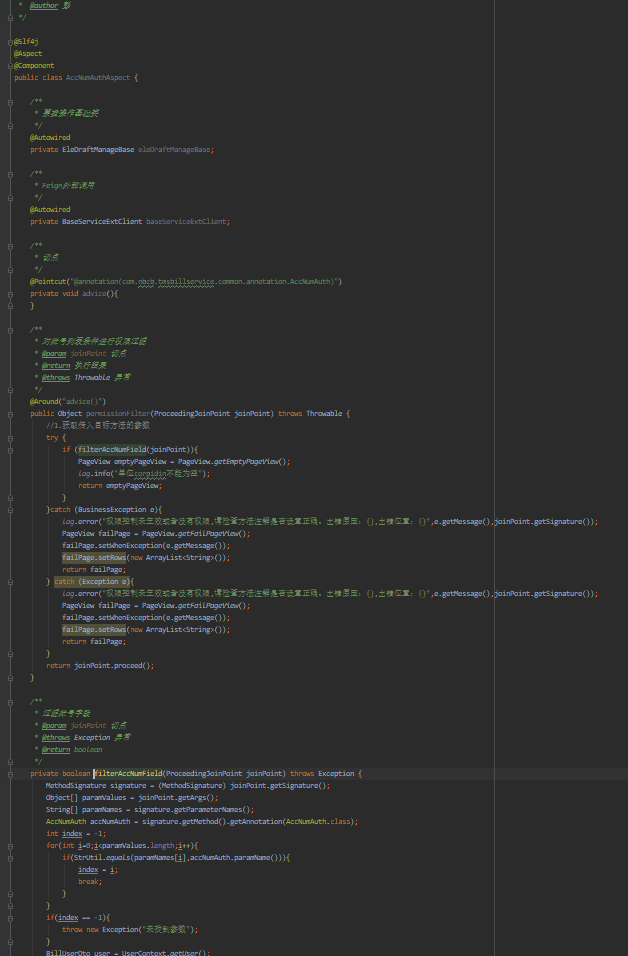 * @author
*/
@Slf4j
@Aspect
@Component
public class AccNumAuthAspect {
/**
* 票据操作基础类
*/
@Autowired
private EleDraftManageBase eleDraftManageBase;
/**
* Feign外部调用
*/
@Autowired
private BaseServiceExtClient baseServiceExtClient;
/**
* 切点
*/
@Pointcut("@annotation(com.nbcb.tmsbillservice.common.annotation.AccNumAuth)")
private void advice(){
}
/**
* 对账号列表条件进行权限过滤
* @param joinPoint 切点
* @return 执行结果
* @throws Throwable 异常
*/
@Around("advice()")
public Object permissionFilter(ProceedingJoinPoint joinPoint) throws Throwable {
//1.获取传入目标方法的参数
try {
if (filterAccNumField(joinPoint)){
PageView emptyPageView = PageView.getEmptyPageView();
log.info("单位corpidin不能为空");
return emptyPageView;
}
}catch (BusinessException e){
log.error("权限控制未生效或者没有权限,请检查方法注解是否设置正确。出错原因：{},出错位置：{}",e.getMessage(),joinPoint.getSignature());
PageView failPage = PageView.getFailPageView();
failPage.setWhenException(e.getMessage());
failPage.setRows(new ArrayList<String>());
return failPage;
} catch (Exception e){
log.error("权限控制未生效或者没有权限,请检查方法注解是否设置正确。出错原因：{},出错位置：{}",e.getMessage(),joinPoint.getSignature());
PageView failPage = PageView.getFailPageView();
failPage.setWhenException(e.getMessage());
failPage.setRows(new ArrayList<String>());
return failPage;
}
return joinPoint.proceed();
}
/**
* 过滤账号字段
* @param joinPoint 切点
* @throws Exception 异常
* @return boolean
*/
private boolean filterAccNumField(ProceedingJoinPoint joinPoint) throws Exception {
MethodSignature signature = (MethodSignature) joinPoint.getSignature();
Object[] paramValues = joinPoint.getArgs();
String[] paramNames = signature.getParameterNames();
AccNumAuth accNumAuth = signature.getMethod().getAnnotation(AccNumAuth.class);
int index = -1;
for(int i=0;i<paramValues.length;i++){
if(StrUtil.equals(paramNames[i],accNumAuth.paramName())){
index = i;
break;
}
}
if(index == -1){
throw new Exception("未找到参数");
}
BillUserDto user = UserContext.getUser();